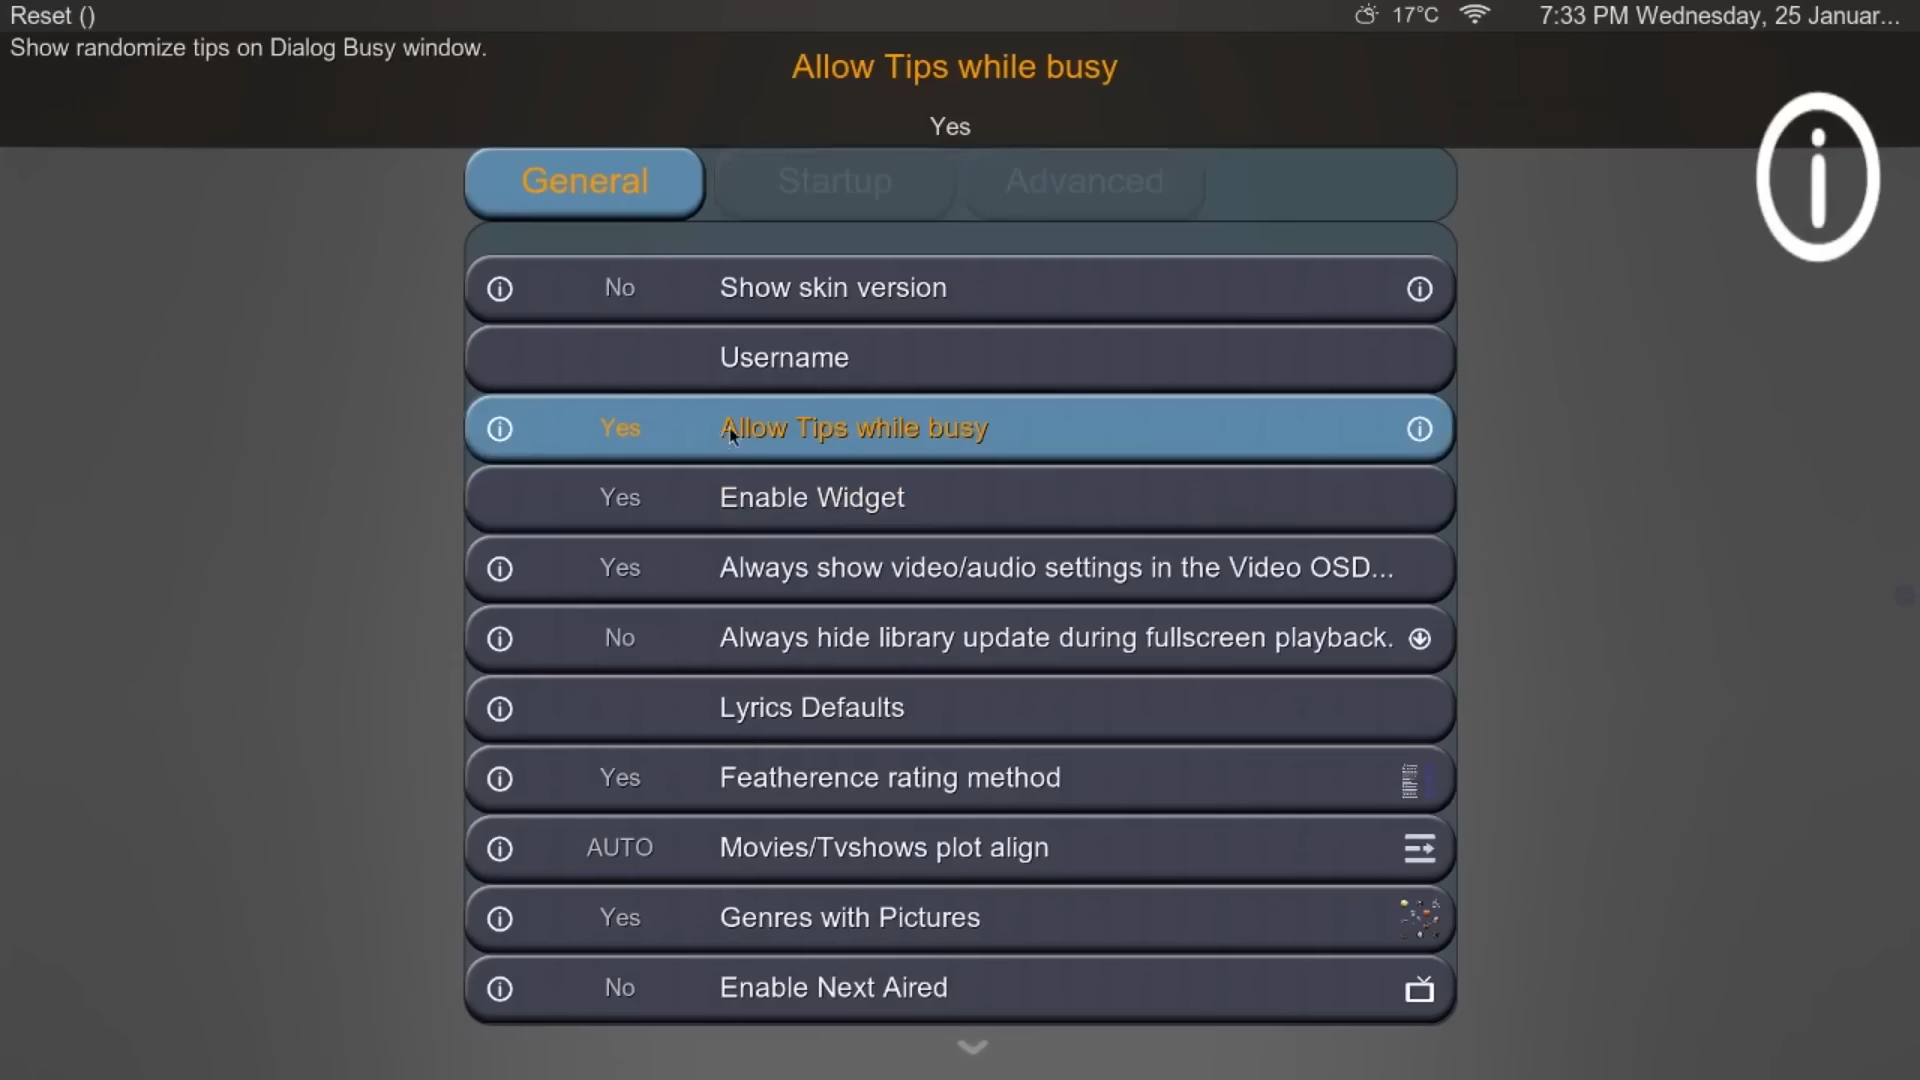 Reset ()
17°C
7:33 PM Wednesday, 25 Januar...
Show randomize tips on Dialog Busy window.
Allow Tips while busy
Yes
General
Startup
Advanced
No Show skin version
Username
Yes Allow Tips while busy
Yes Enable Widget
Yes Always show video/audio settings in the Video OSD...
No Always hide library update during fullscreen playback.
Lyrics Defaults
Yes Featherence rating method
AUTO Movies/Tvshows plot align
Yes Genres with Pictures
No Enable Next Aired